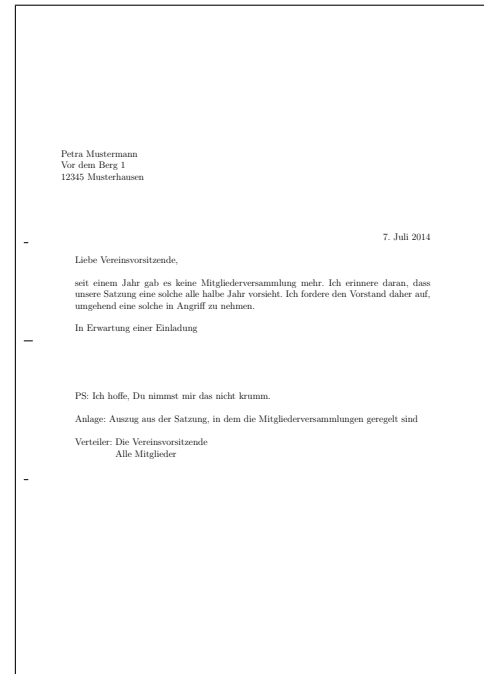 Petra Mustermann
Vor dem Berg 1
12345 Musterhausen
7. Juli 2014
Liebe Vereinsvorsitzende,
seit einem Jahr gab es keine Mitgliederversammlung mehr. Ich erinnere daran, dass
unsere Satzung eine solche alle halbe Jahr vorsieht. Ich fordere den Vorstand daher auf,
umgehend eine solche in Angriff zu nehmen.
In Erwartung einer Einladung
PS: Ich hoffe, Du nimmst mir das nicht krumm.
Anlage: Auszug aus der Satzung, in dem die Mitgliederversammlungen geregelt sind
Verteiler: Die Vereinsvorsitzende
Alle Mitglieder